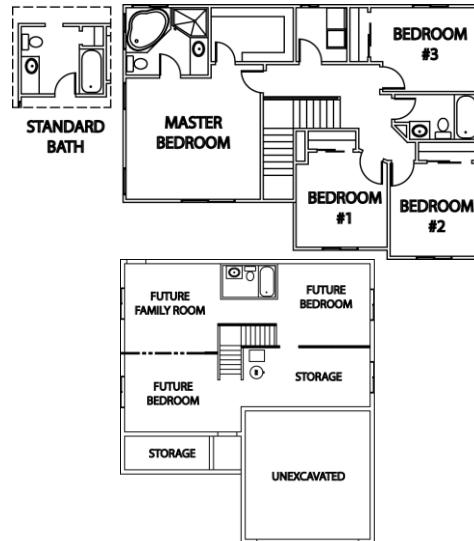 BEDROOM
#3
STANDARD
BATH
MASTER
BEDROOM
BEDROOM
#1
BEDROOM
#2
FUTURE
FAMILY ROOM
FUTURE
BEDROOM
FUTURE
BEDROOM
STORAGE
STORAGE
UNEXCAVATED